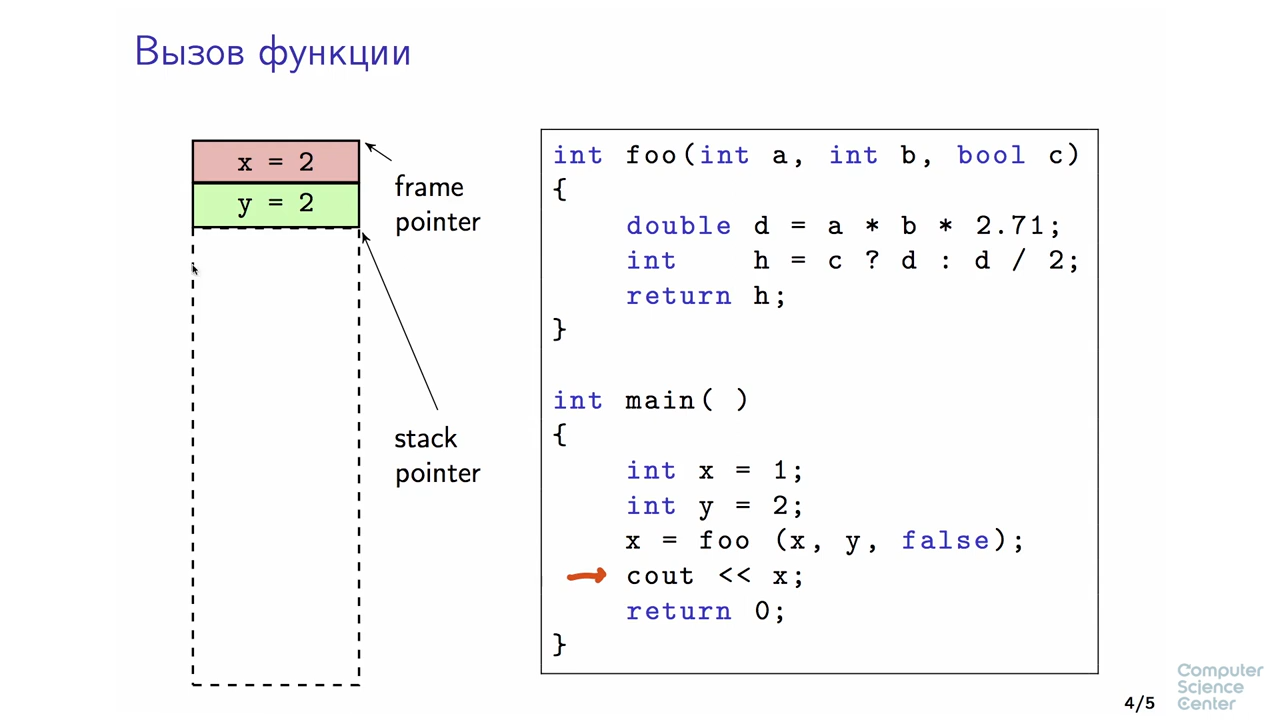 Вызов функции
x = 2
y = 2
frame
pointer
stack
pointer
int foo(int a, int b, bool c)
{
double d = a * b * 2.71;
int h = c ? d : d / 2;
return h;
}
int main( )
{
int x = 1;
int y = 2;
x = foo (x, y, false);
cout << x;
return 0;
}
4/5
Computer
Science
Center